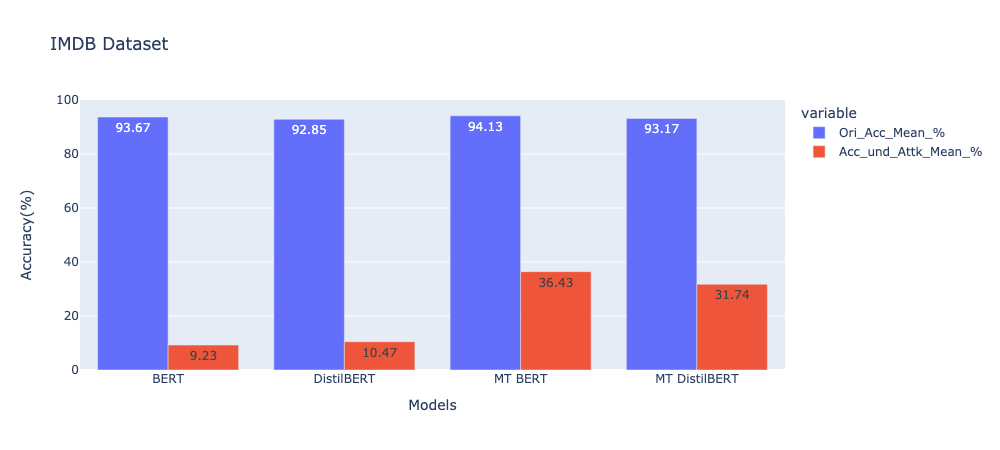 IMDB Dataset
variable
Ori_Acc_Mean_%
Acc_und_Attk_Mean_%
Accuracy(%)
100
80
60
40
20
0
93.67
9.23
92.85
10.47
94.13
36.43
93.17
31.74
BERT
DistilBERT
MT BERT
MT DistilBERT
Models